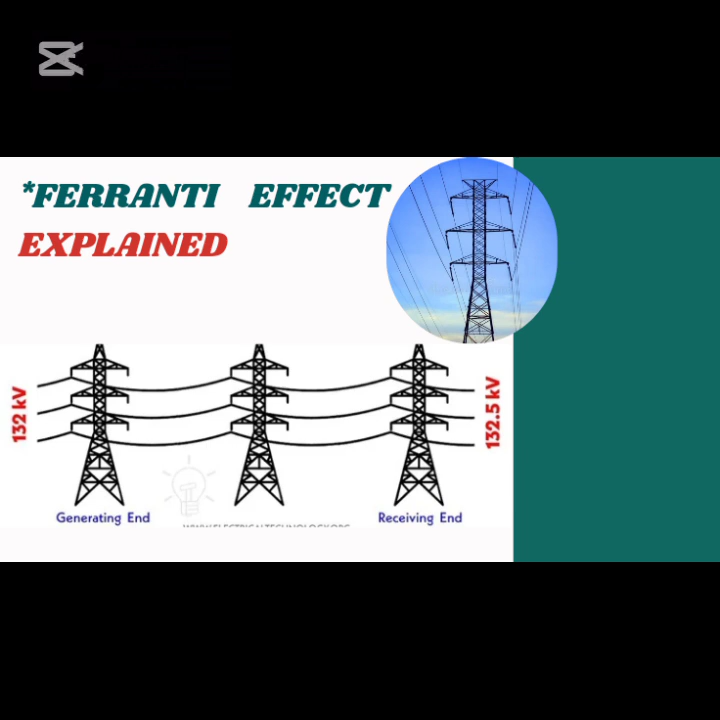 *FERRANTI EFFECT
EXPLAINED
132 kV
132.5 kV
Generating End
Receiving End